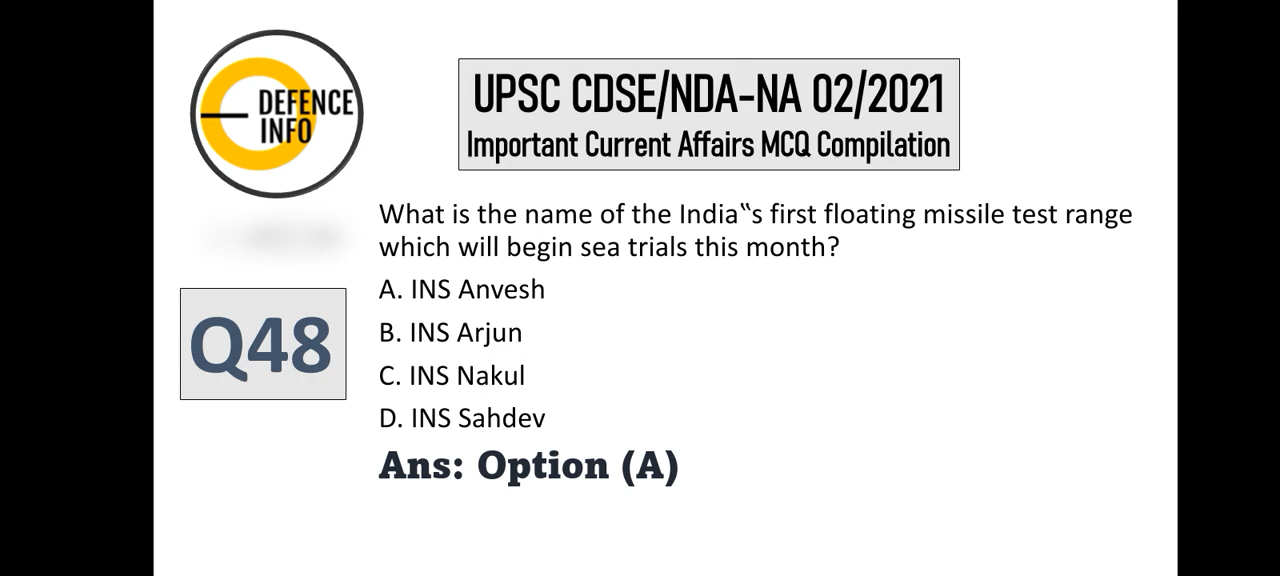 DEFENCE
INFO
UPSC CDSE/NDA-NA 02/2021
Important Current Affairs MCQ Compilation
What is the name of the India‟s first floating missile test range
which will begin sea trials this month?
A. INS Anvesh
B. INS Arjun
Q48
C. INS Nakul
D. INS Sahdev
Ans: Option (A)